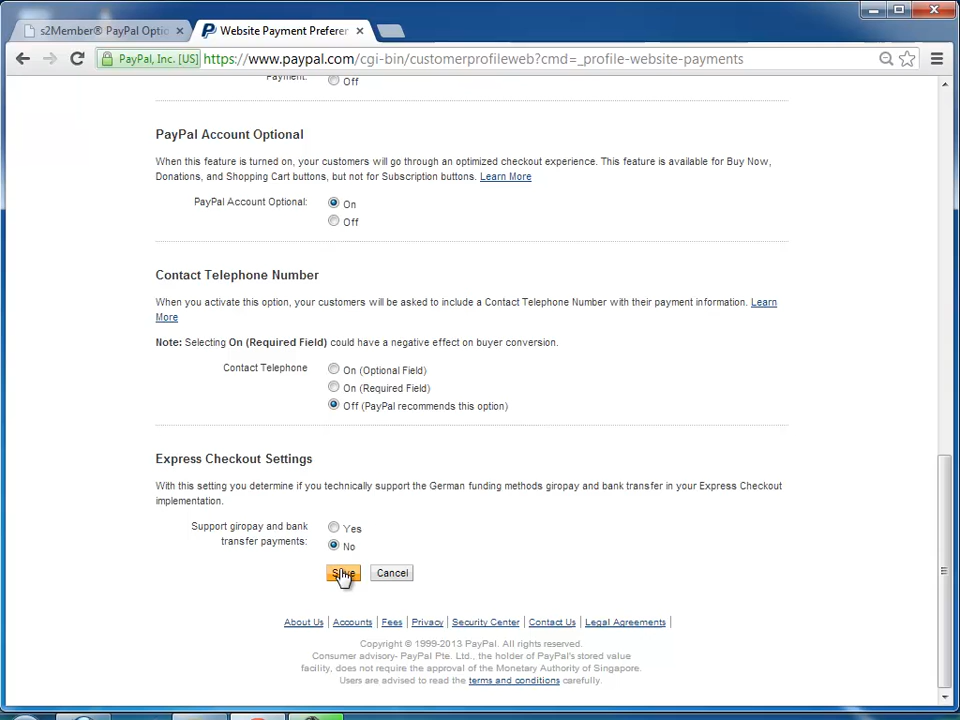 s2Member® PayPal Optio
Website Payment Preferer
PayPal, Inc. [US]
https://www.paypal.com/cgi-bin/customerprofileweb?cmd=_profile-website-payments
Payment:
Off
PayPal Account Optional
When this feature is turned on, your customers will go through an optimized checkout experience. This feature is available for Buy Now,
Donations, and Shopping Cart buttons, but not for Subscription buttons. Learn More
PayPal Account Optional:
On
Off
Contact Telephone Number
When you activate this option, your customers will be asked to include a Contact Telephone Number with their payment information. Learn
More
Note: Selecting On (Required Field) could have a negative effect on buyer conversion.
Contact Telephone
On (Optional Field)
On (Required Field)
Off (PayPal recommends this option)
Express Checkout Settings
With this setting you determine if you technically support the German funding methods giropay and bank transfer in your Express Checkout
implementation.
Support giropay and bank
transfer payments:
Yes
No
Save Cancel
About Us | Accounts | Fees | Privacy | Security Center | Contact Us | Legal Agreements |
Copyright © 1999-2013 PayPal. All rights reserved.
Consumer advisory- PayPal Pte. Ltd., the holder of PayPal's stored value
facility, does not require the approval of the Monetary Authority of Singapore.
Users are advised to read the terms and conditions carefully.